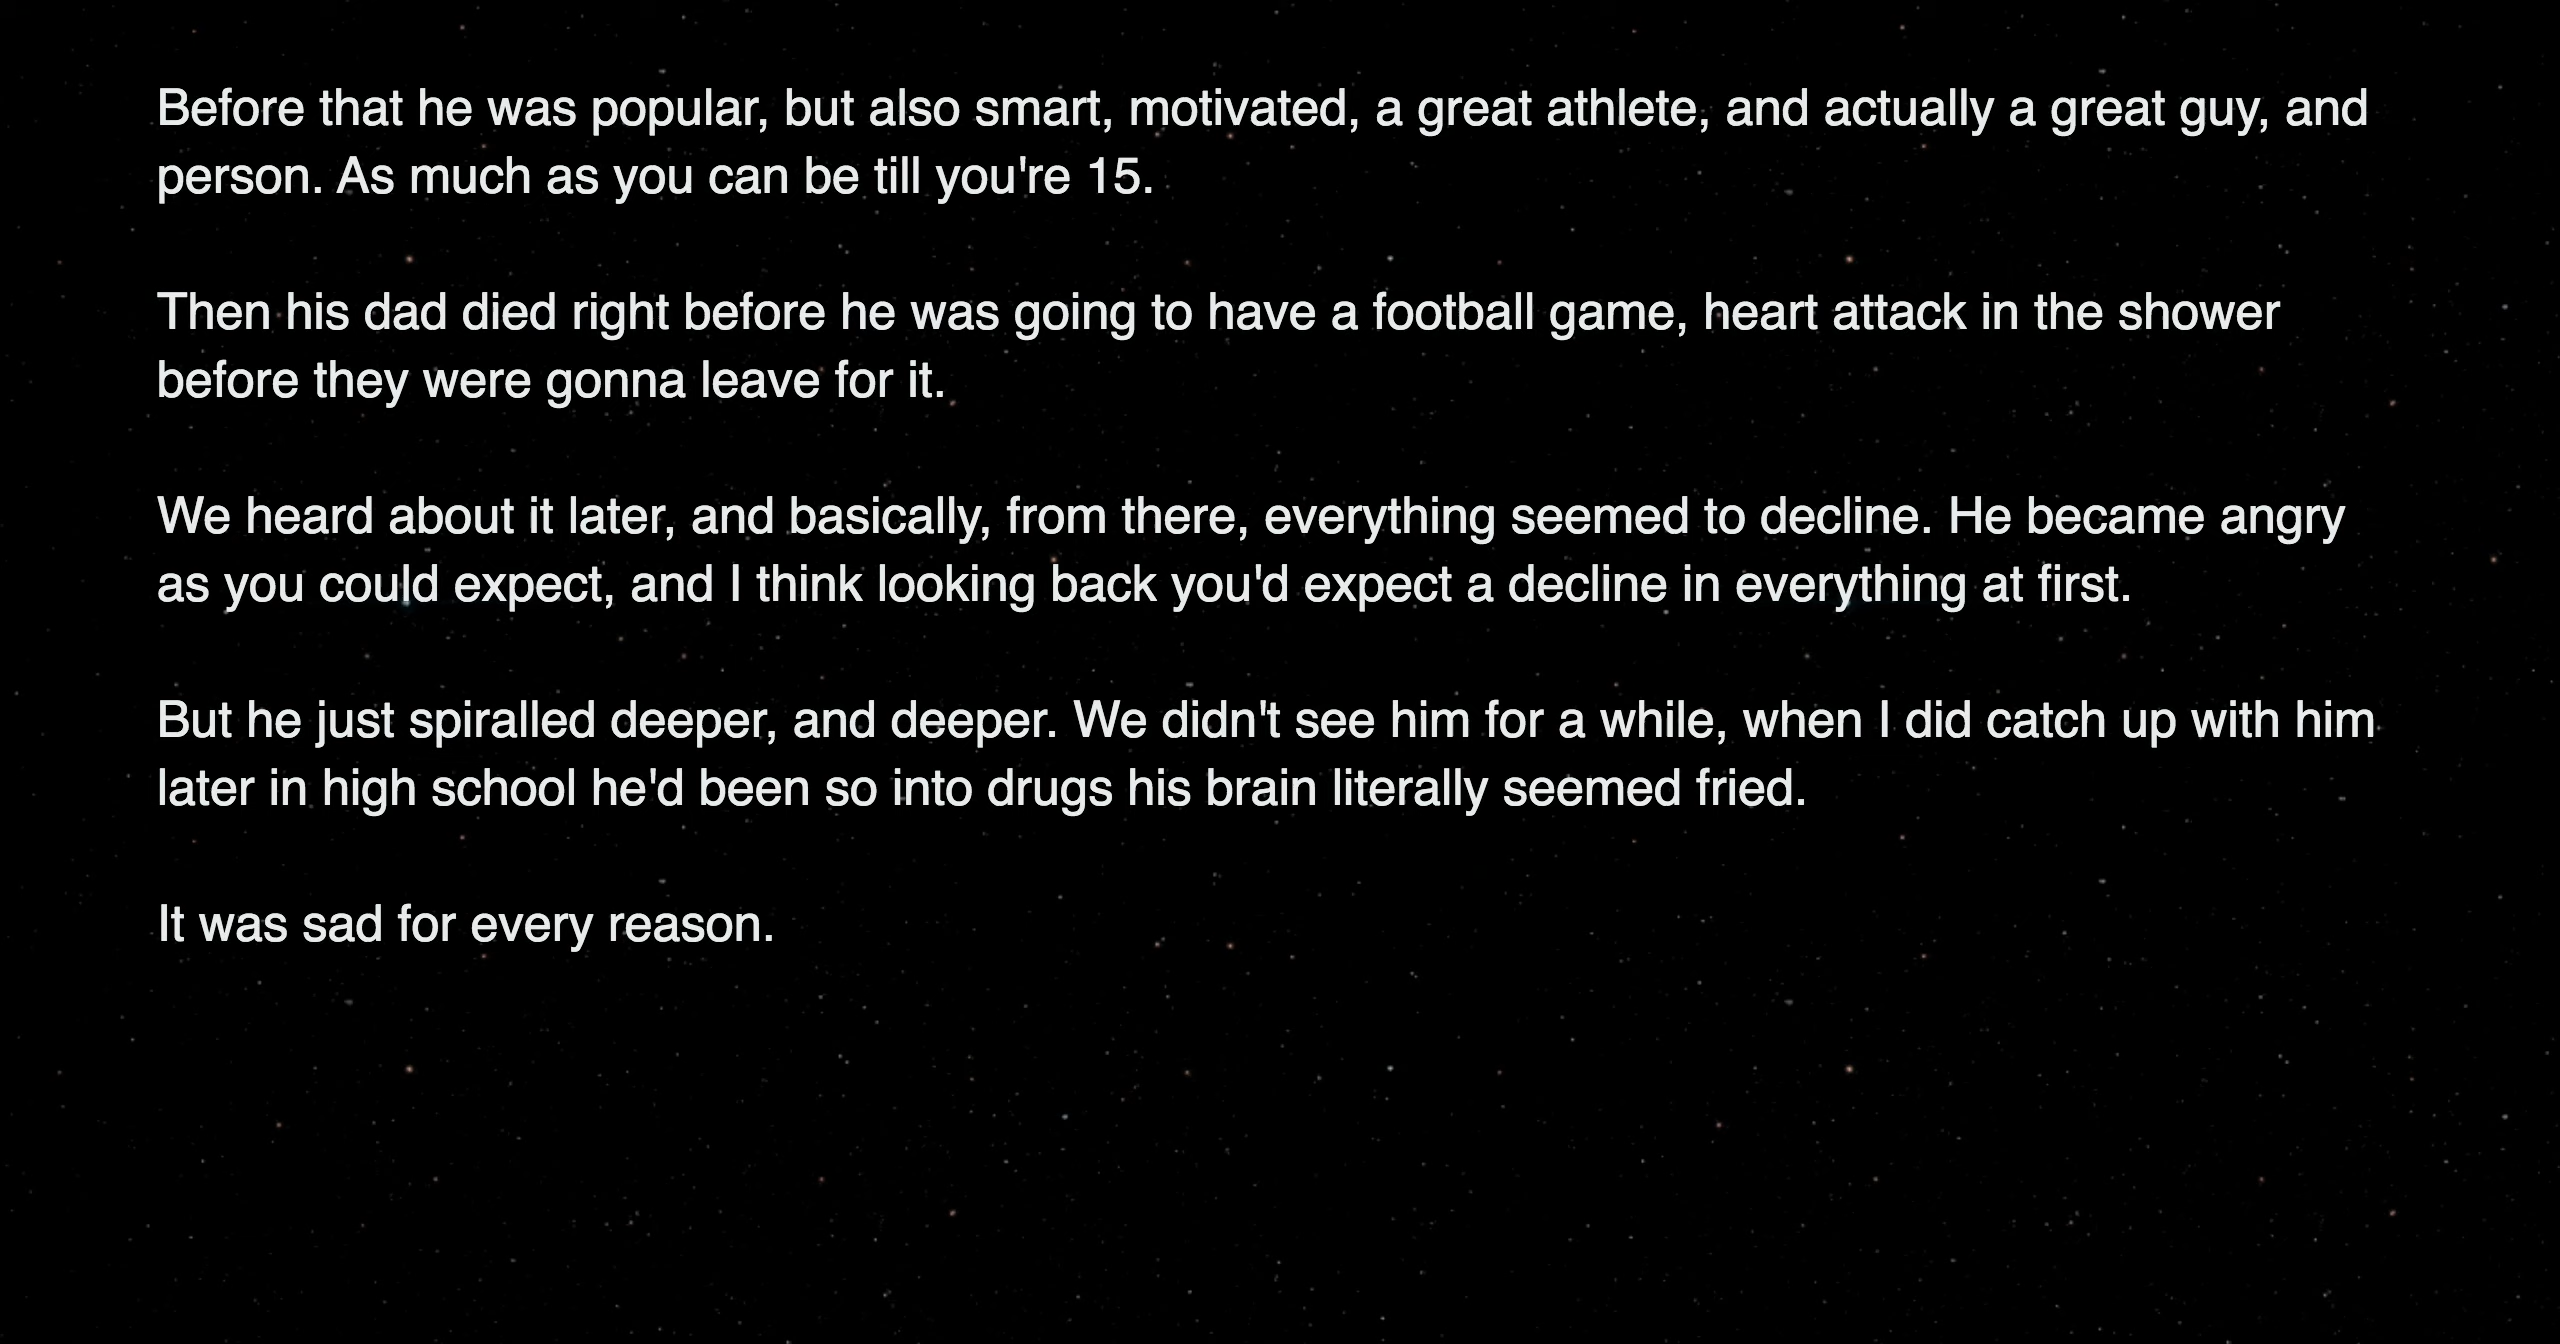 Before that he was popular, but also smart, motivated, a great athlete, and actually a great guy, and
person. As much as you can be till you're 15.
Then his dad died right before he was going to have a football game, heart attack in the shower
before they were gonna leave for it.
We heard about it later, and basically, from there, everything seemed to decline. He became angry
as you could expect, and I think looking back you'd expect a decline in everything at first.
But he just spiralled deeper, and deeper. We didn't see him for a while, when I did catch up with him
later in high school he'd been so into drugs his brain literally seemed fried.
It was sad for every reason.